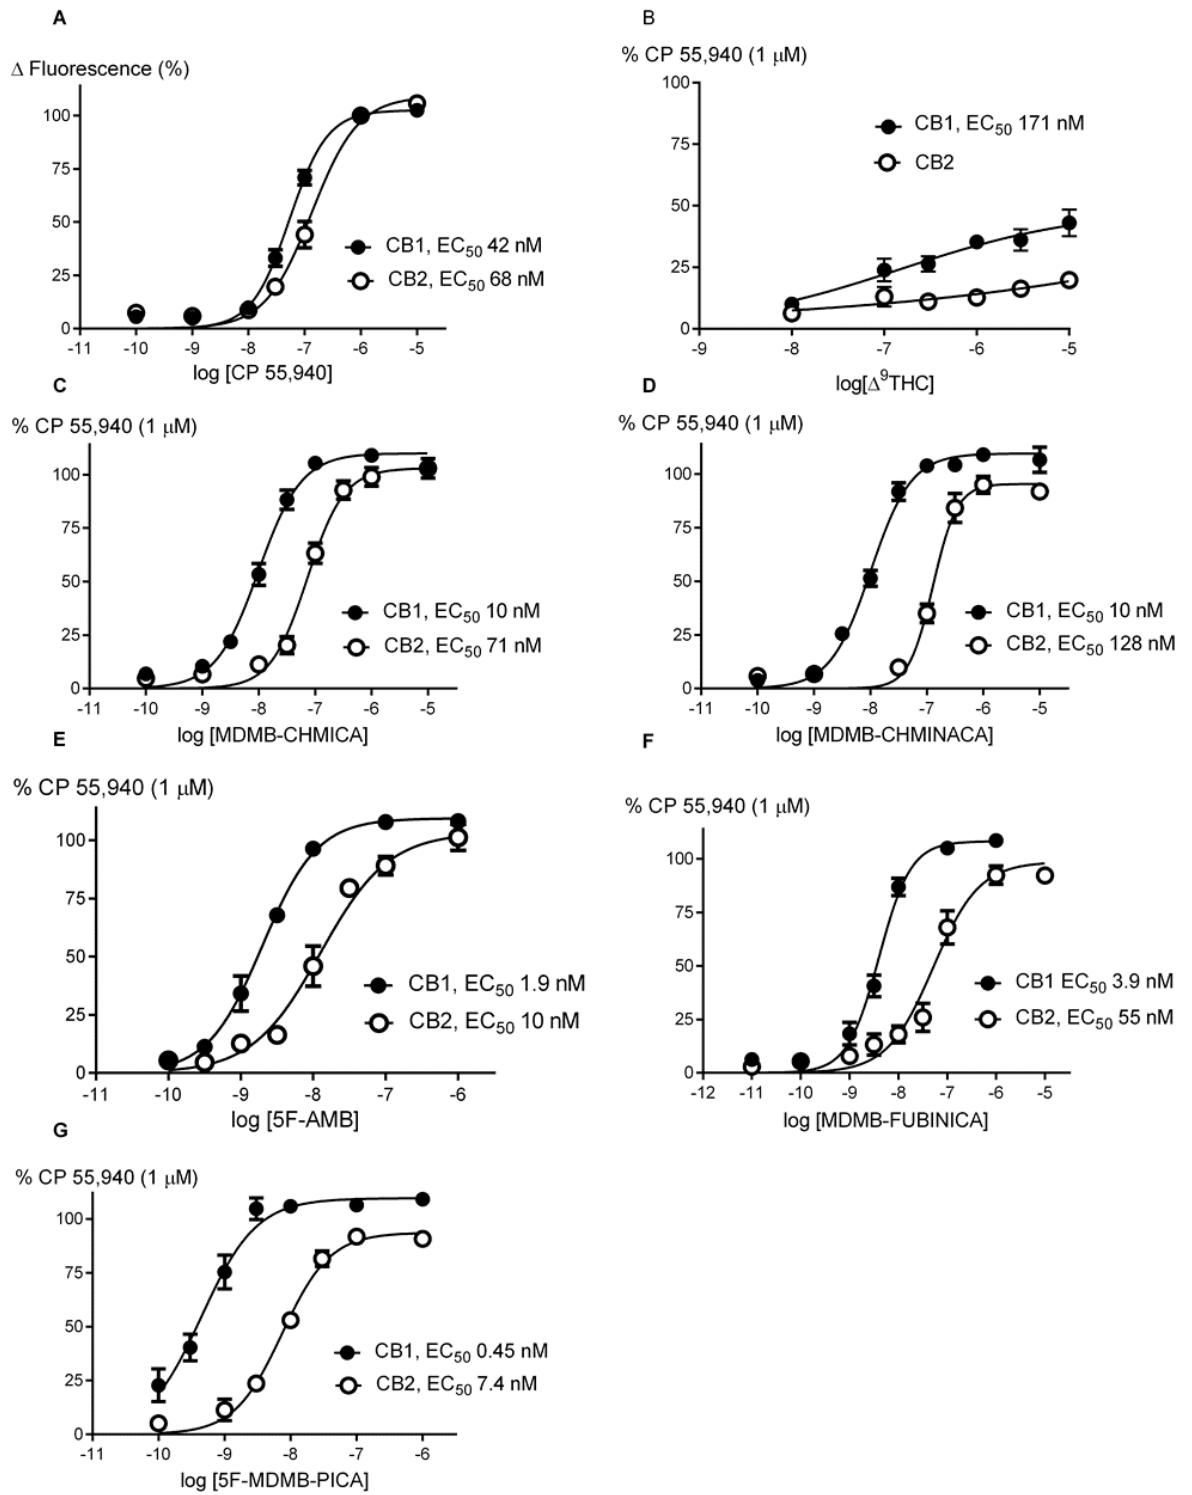 A
Δ Fluorescence (%)
100
75
50
25
0
-11 -10 -9 -8 -7 -6 -5
log [CP 55,940]
CB1, EC50 42 nM
CB2, EC50 68 nM
B
% CP 55,940 (1 μM)
100
75
50
25
0
-9 -8 -7 -6 -5
log[Δ9THC]
CB1, EC50 171 nM
CB2
C
% CP 55,940 (1 μM)
100
75
50
25
0
-11 -10 -9 -8 -7 -6 -5
log [MDMB-CHMICA]
CB1, EC50 10 nM
CB2, EC50 71 nM
D
% CP 55,940 (1 μM)
100
75
50
25
0
-11 -10 -9 -8 -7 -6 -5
log [MDMB-CHMINACA]
CB1, EC50 10 nM
CB2, EC50 128 nM
E
% CP 55,940 (1 μM)
100
75
50
25
0
-11 -10 -9 -8 -7 -6
log [5F-AMB]
CB1, EC50 1.9 nM
CB2, EC50 10 nM
F
% CP 55,940 (1 μM)
100
75
50
25
0
-12 -11 -10 -9 -8 -7 -6 -5
log [MDMB-FUBINICA]
CB1 EC50 3.9 nM
CB2, EC50 55 nM
G
% CP 55,940 (1 μM)
100
75
50
25
0
-11 -10 -9 -8 -7 -6
log [5F-MDMB-PICA]
CB1, EC50 0.45 nM
CB2, EC50 7.4 nM